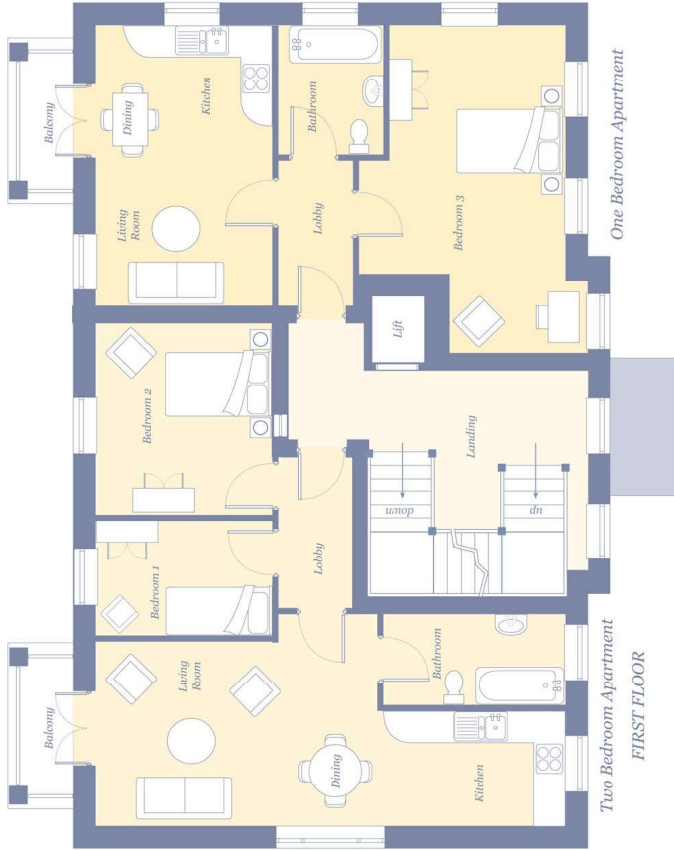 Balcony
Balcony
Living
Room
Bedroom 1
Bedroom 2
Living
Room
Dining
Kitchen
Dining
Lobby
Lobby
Bathroom
Kitchen
Bathroom
down
up
Landing
Lift
Bedroom 3
Two Bedroom Apartment
One Bedroom Apartment
FIRST FLOOR